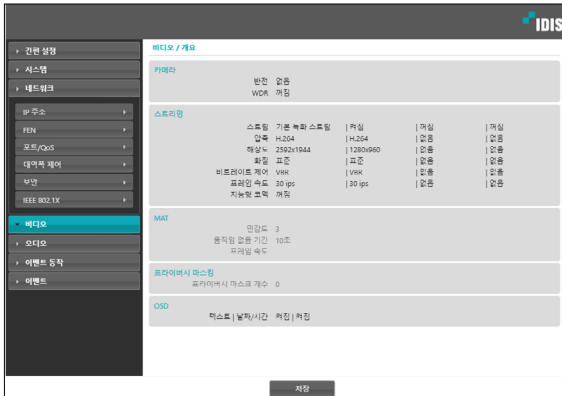 IDIS
간편 설정
시스템
네트워크
IP 주소
FEN
포트/QoS
대역폭 제어
보안
IEEE 802.1X
비디오
오디오
이벤트 동작
이벤트
비디오 / 개요
카메라
반전 없음
WDR 꺼짐
스트리밍
스트림 기본 녹화 스트림 | 켜짐 | 꺼짐 | 꺼짐
압축 H.264 | H.264 | 없음 | 없음
해상도 2592x1944 | 1280x960 | 없음 | 없음
화질 표준 | 표준 | 없음 | 없음
비트레이트 제어 VBR | VBR | 없음 | 없음
프레임 속도 30 ips | 30 ips | 없음 | 없음
지능형 코덱 꺼짐
MAT
민감도 3
움직임 없음 기간 10초
프레임 속도
프라이버시 마스킹
프라이버시 마스크 개수 0
OSD
텍스트 | 날짜/시간 켜짐 | 켜짐
저장